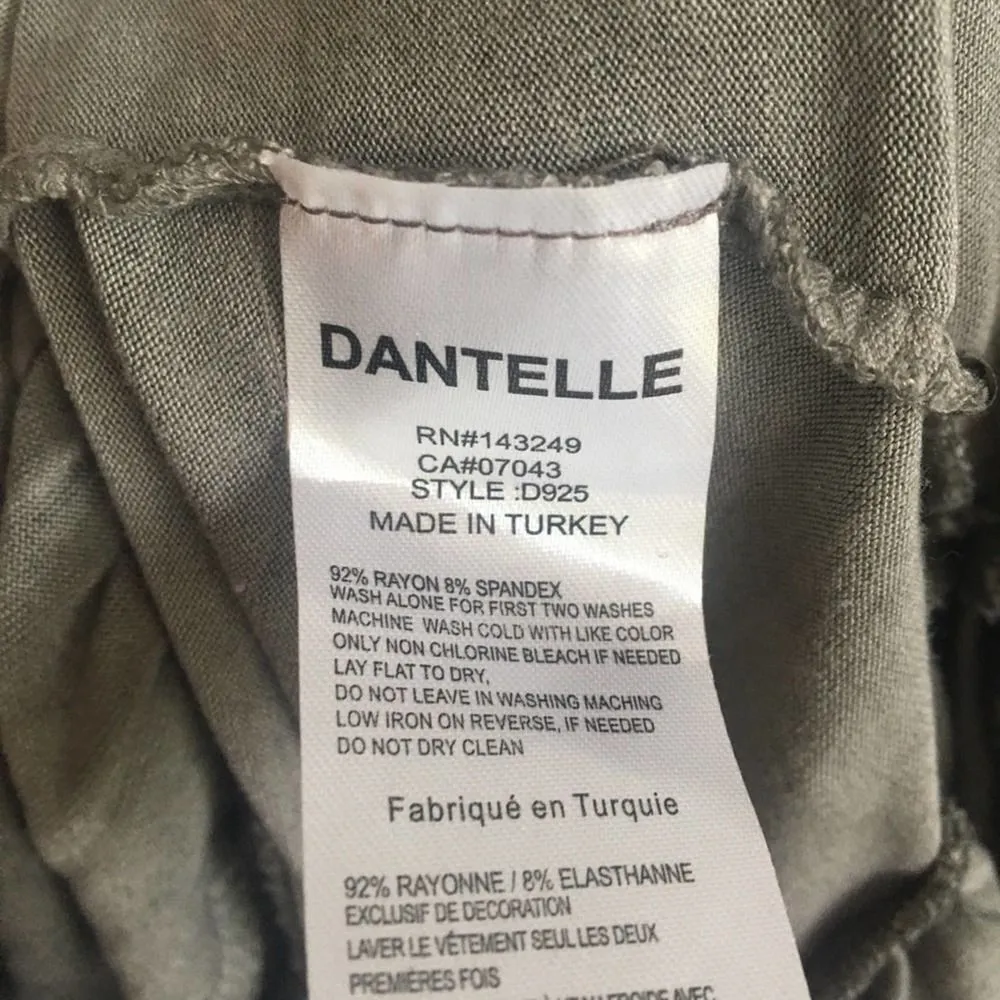 DANTELLE
RN#143249
CA#07043
STYLE :D925
MADE IN TURKEY
92% RAYON 8% SPANDEX
WASH ALONE FOR FIRST TWO WASHES
MACHINE WASH COLD WITH LIKE COLOR
ONLY NON CHLORINE BLEACH IF NEEDED
LAY FLAT TO DRY,
DO NOT LEAVE IN WASHING MACHING
LOW IRON ON REVERSE, IF NEEDED
DO NOT DRY CLEAN
Fabriqué en Turquie
92% RAYONNE / 8% ELASTHANNE
EXCLUSIF DE DECORATION
LAVER LE VÊTEMENT SEUL LES DEUX
PREMIÈRES FOIS
FROIDE AVEC